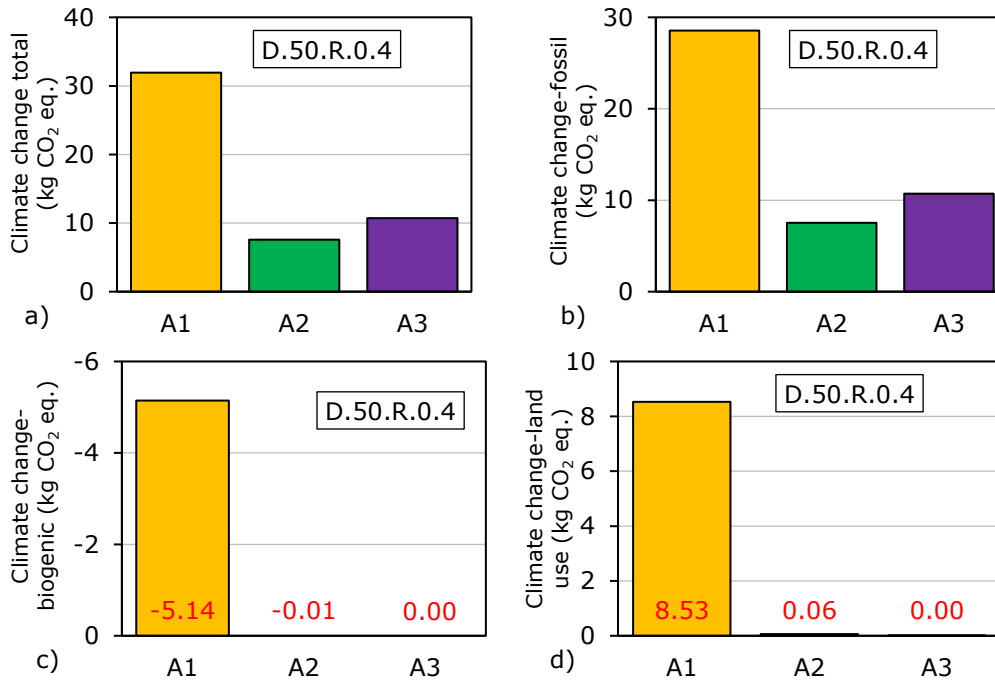 Climate change total
(kg CO₂ eq.)
40
30
20
10
0
D.50.R.0.4
a)
A1
A2
A3
Climate change-fossil
(kg CO₂ eq.)
30
20
10
0
D.50.R.0.4
b)
A1
A2
A3
Climate change-
biogenic (kg CO₂ eq.)
-6
-4
-2
0
D.50.R.0.4
-5.14
-0.01
0.00
c)
A1
A2
A3
Climate change-land
use (kg CO₂ eq.)
10
8
6
4
2
0
D.50.R.0.4
8.53
0.06
0.00
d)
A1
A2
A3